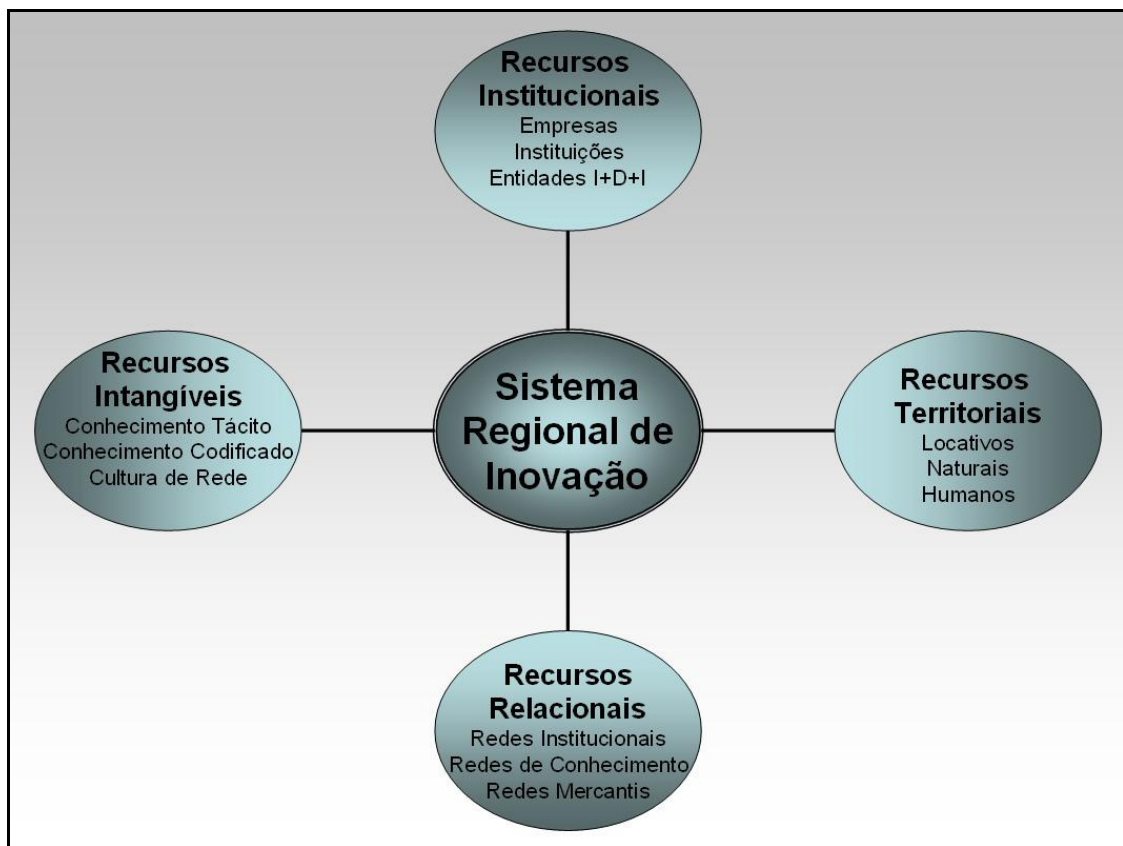 Recursos
Institucionais
Empresas
Instituições
Entidades I+D+I
Recursos
Intangíveis
Conhecimento Tácito
Conhecimento Codificado
Cultura de Rede
Sistema
Regional de
Inovação
Recursos
Territoriais
Locativos
Naturais
Humanos
Recursos
Relacionais
Redes Institucionais
Redes de Conhecimento
Redes Mercantis